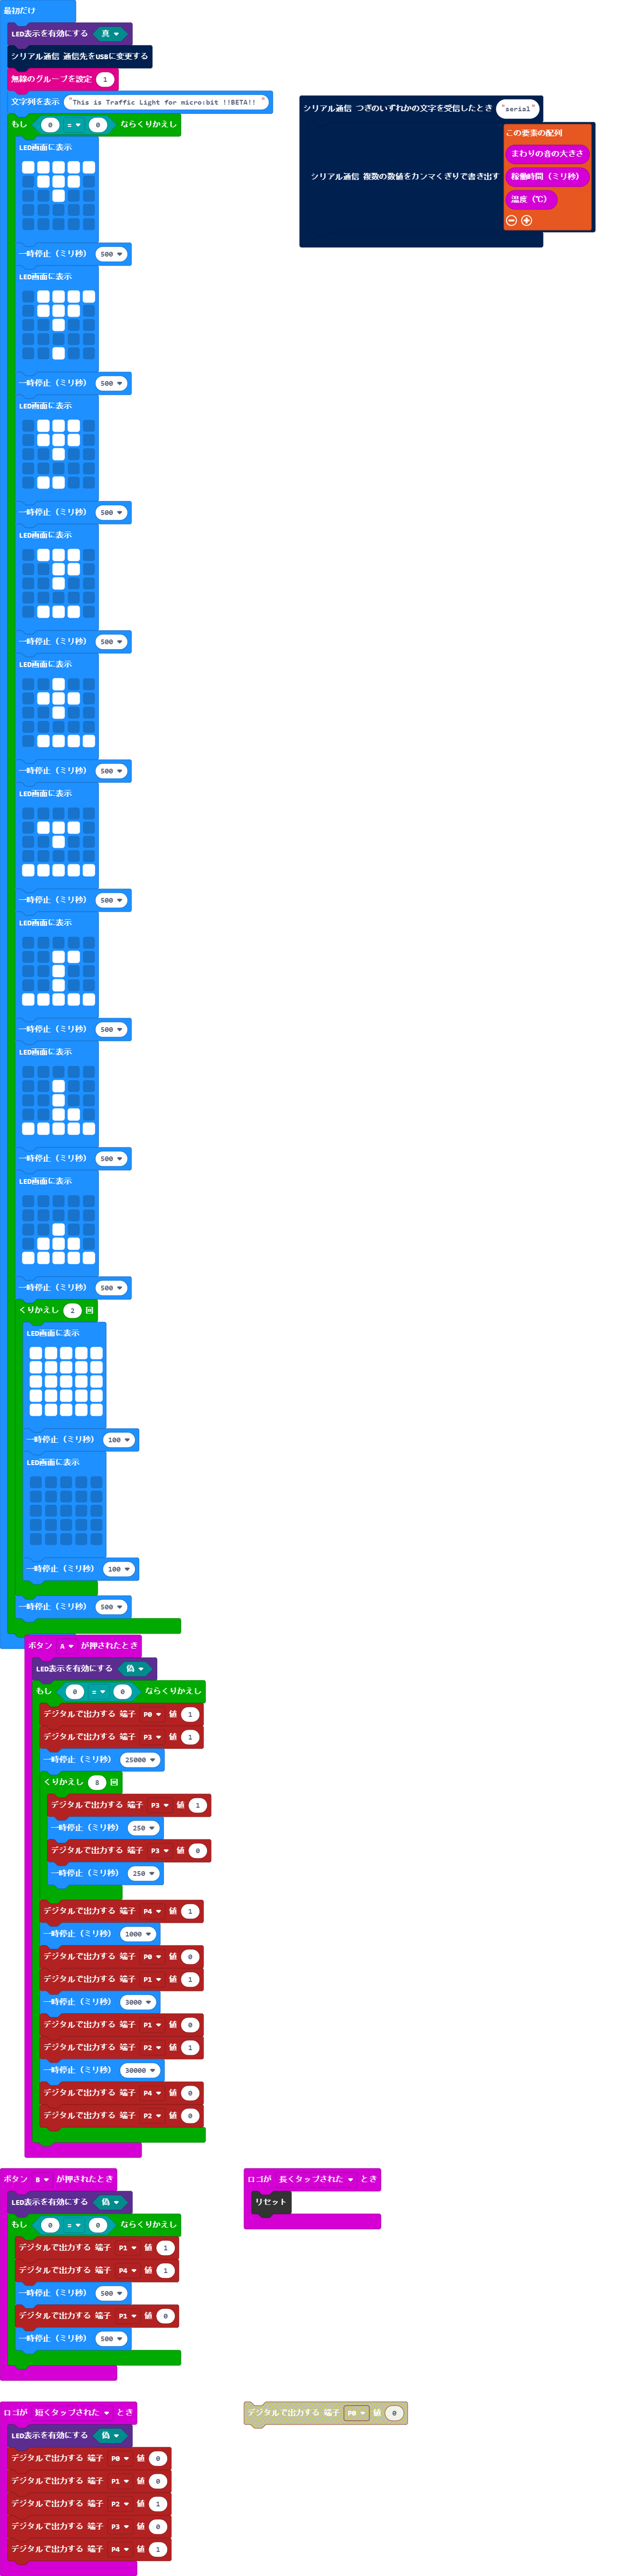 最初だけ
LED表示を有効にする 真
シリアル通信 通信先をUSBに変更する
無線のグループを設定 1
文字列を表示 "This is Traffic Light for micro:bit !!BETA!! "
もし 0 = 0 ならくりかえし
LED画面に表示
一時停止（ミリ秒） 500
LED画面に表示
一時停止（ミリ秒） 500
LED画面に表示
一時停止（ミリ秒） 500
LED画面に表示
一時停止（ミリ秒） 500
LED画面に表示
一時停止（ミリ秒） 500
LED画面に表示
一時停止（ミリ秒） 500
LED画面に表示
一時停止（ミリ秒） 500
LED画面に表示
一時停止（ミリ秒） 500
LED画面に表示
一時停止（ミリ秒） 500
くりかえし 2 回
LED画面に表示
一時停止（ミリ秒） 100
LED画面に表示
一時停止（ミリ秒） 100
一時停止（ミリ秒） 500
シリアル通信 つぎのいずれかの文字を受信したとき "serial"
シリアル通信 複数の数値をカンマくぎりで書き出す
この要素の配列
まわりの音の大きさ
稼働時間（ミリ秒）
温度（℃）
ボタン A が押されたとき
LED表示を有効にする 偽
もし 0 = 0 ならくりかえし
デジタルで出力する 端子 P0 値 1
デジタルで出力する 端子 P3 値 1
一時停止（ミリ秒） 25000
くりかえし 8 回
デジタルで出力する 端子 P3 値 1
一時停止（ミリ秒） 250
デジタルで出力する 端子 P3 値 0
一時停止（ミリ秒） 250
デジタルで出力する 端子 P4 値 1
一時停止（ミリ秒） 1000
デジタルで出力する 端子 P0 値 0
デジタルで出力する 端子 P1 値 1
一時停止（ミリ秒） 3000
デジタルで出力する 端子 P1 値 0
デジタルで出力する 端子 P2 値 1
一時停止（ミリ秒） 30000
デジタルで出力する 端子 P4 値 0
デジタルで出力する 端子 P2 値 0
ボタン B が押されたとき
LED表示を有効にする 偽
もし 0 = 0 ならくりかえし
デジタルで出力する 端子 P1 値 1
デジタルで出力する 端子 P4 値 1
一時停止（ミリ秒） 500
デジタルで出力する 端子 P1 値 0
一時停止（ミリ秒） 500
ロゴが 長くタップされた とき
リセット
ロゴが 短くタップされた とき
LED表示を有効にする 偽
デジタルで出力する 端子 P0 値 0
デジタルで出力する 端子 P1 値 0
デジタルで出力する 端子 P2 値 1
デジタルで出力する 端子 P3 値 0
デジタルで出力する 端子 P4 値 1
デジタルで出力する 端子 P0 値 0